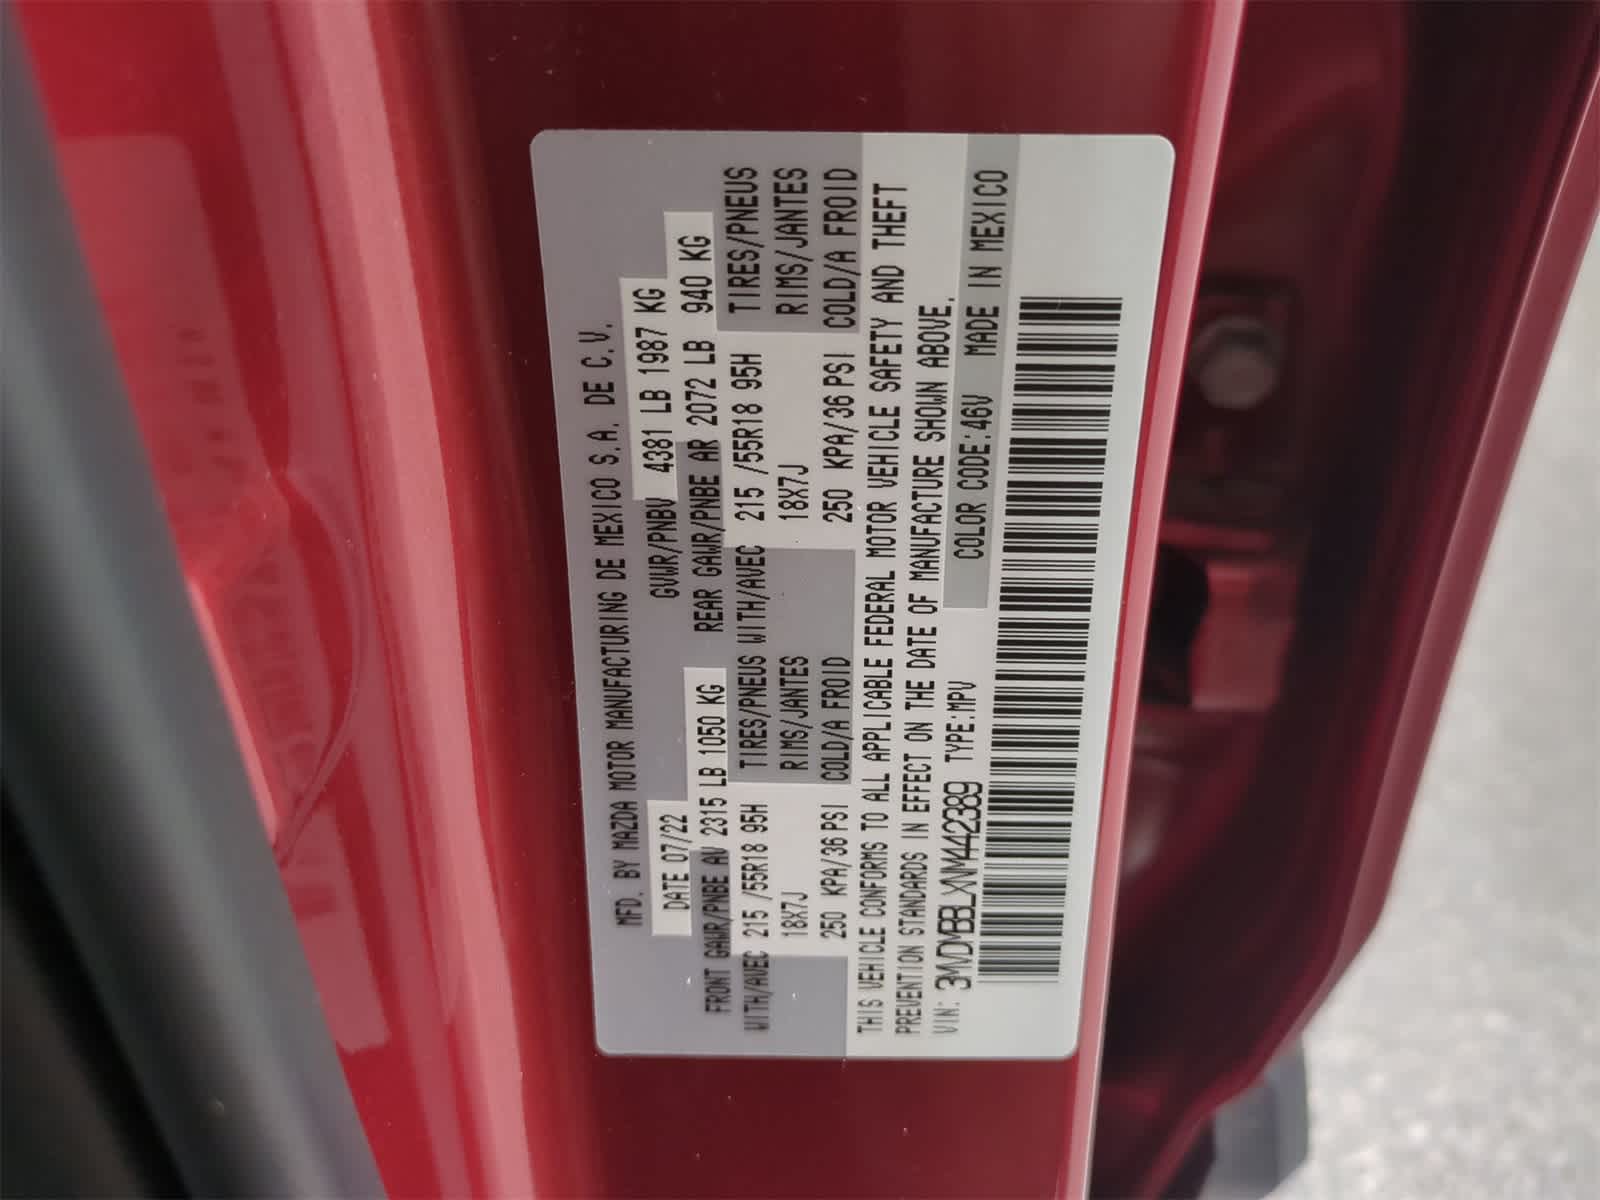 MFD. BY MAZDA MOTOR MANUFACTURING DE MEXICO S.A. DE C.V.
DATE 07/22 GVWR/PNBV 4381 LB 1987 KG
FRONT GAWR/PNBE AV 2315 LB 1050 KG REAR GAWR/PNBE AR 2072 LB 940 KG
WITH/AVEC 215 /55R18 95H TIRES/PNEUS WITH/AVEC 215 /55R18 95H TIRES/PNEUS
18X7J RIMS/JANTES 18X7J RIMS/JANTES
250 KPA/36 PSI COLD/A FROID 250 KPA/36 PSI COLD/A FROID
THIS VEHICLE CONFORMS TO ALL APPLICABLE FEDERAL MOTOR VEHICLE SAFETY AND THEFT
PREVENTION STANDARDS IN EFFECT ON THE DATE OF MANUFACTURE SHOWN ABOVE.
VIN: 3MVDMBBLXNM442389 TYPE:MPV COLOR CODE:46V MADE IN MEXICO